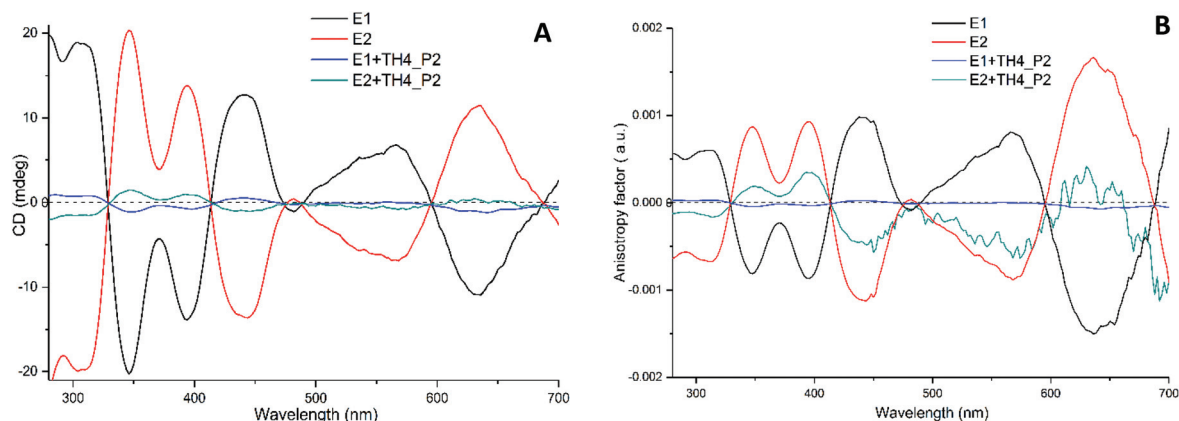 A
E1
E2
E1+TH4_P2
E2+TH4_P2
CD (mdeg)
20
10
0
-10
-20
300
400
500
600
700
Wavelength (nm)
B
E1
E2
E1+TH4_P2
E2+TH4_P2
Anisotropy factor ( a.u.)
0.002
0.001
0.000
-0.001
-0.002
300
400
500
600
700
Wavelength (nm)